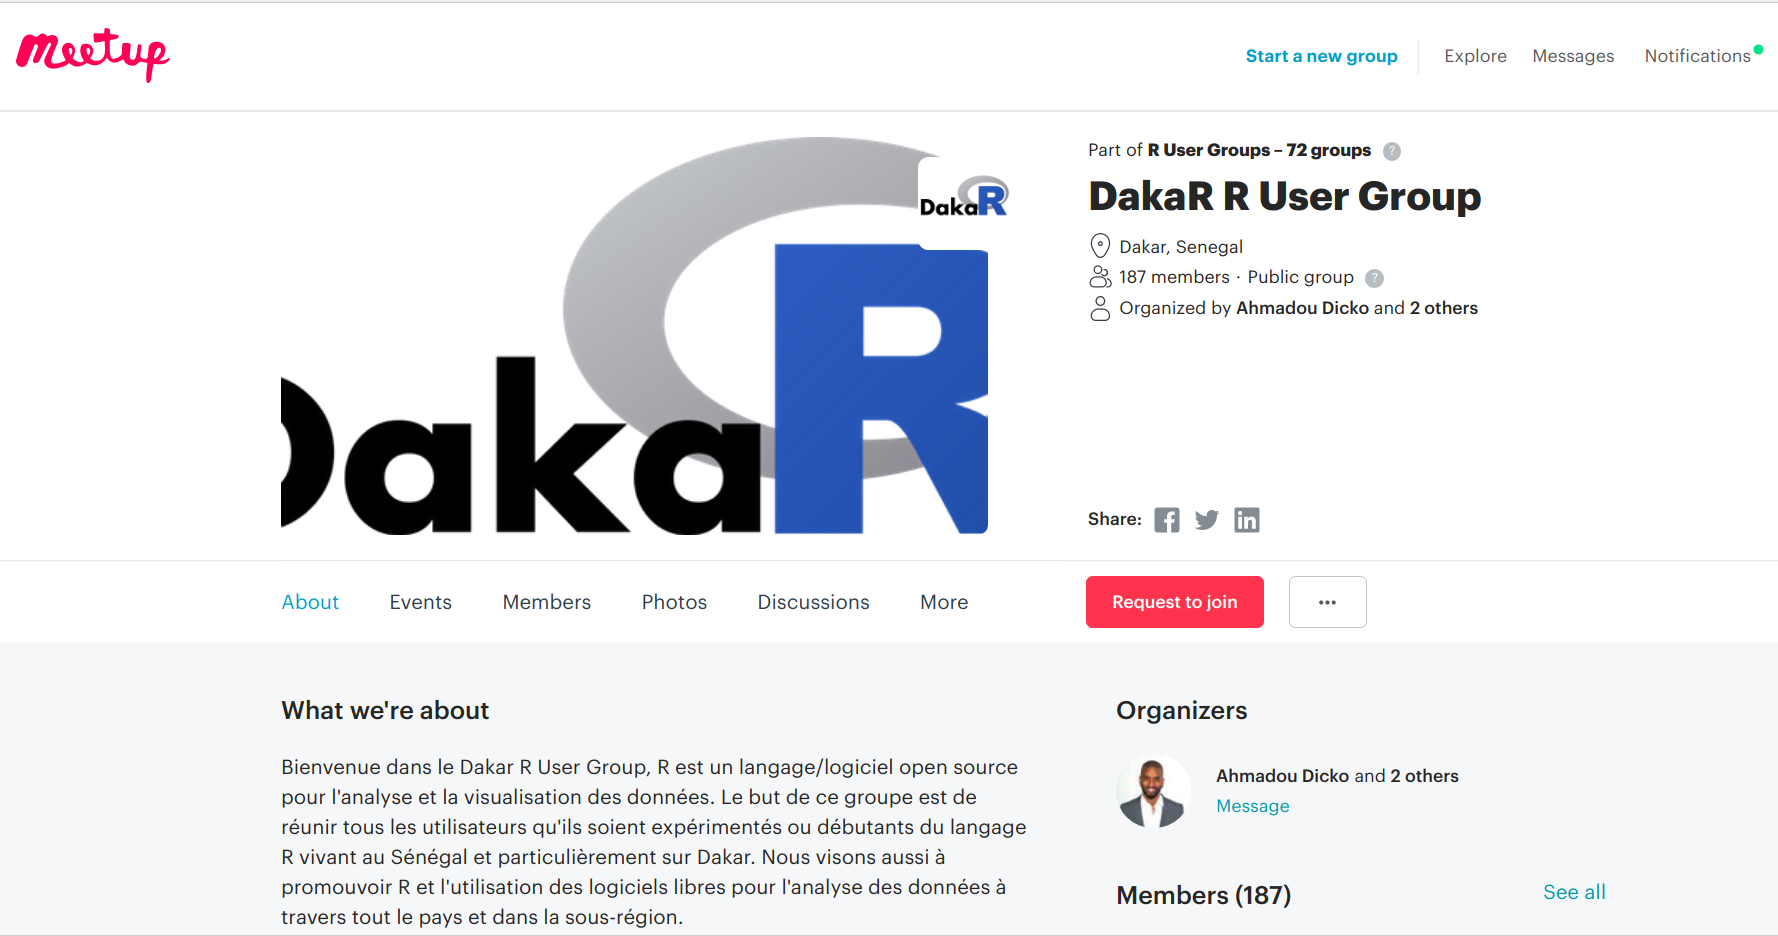 Meetup
Start a new group
Explore
Messages
Notifications
DakaR
DakaR
Part of R User Groups – 72 groups ?
DakaR R User Group
Dakar, Senegal
187 members · Public group ?
Organized by Ahmadou Dicko and 2 others
Share:
About
Events
Members
Photos
Discussions
More
Request to join
...
What we're about
Bienvenue dans le Dakar R User Group, R est un langage/logiciel open source
pour l'analyse et la visualisation des données. Le but de ce groupe est de
réunir tous les utilisateurs qu'ils soient expérimentés ou débutants du langage
R vivant au Sénégal et particulièrement sur Dakar. Nous visons aussi à
promouvoir R et l'utilisation des logiciels libres pour l'analyse des données à
travers tout le pays et dans la sous-région.
Organizers
Ahmadou Dicko and 2 others
Message
Members (187)
See all